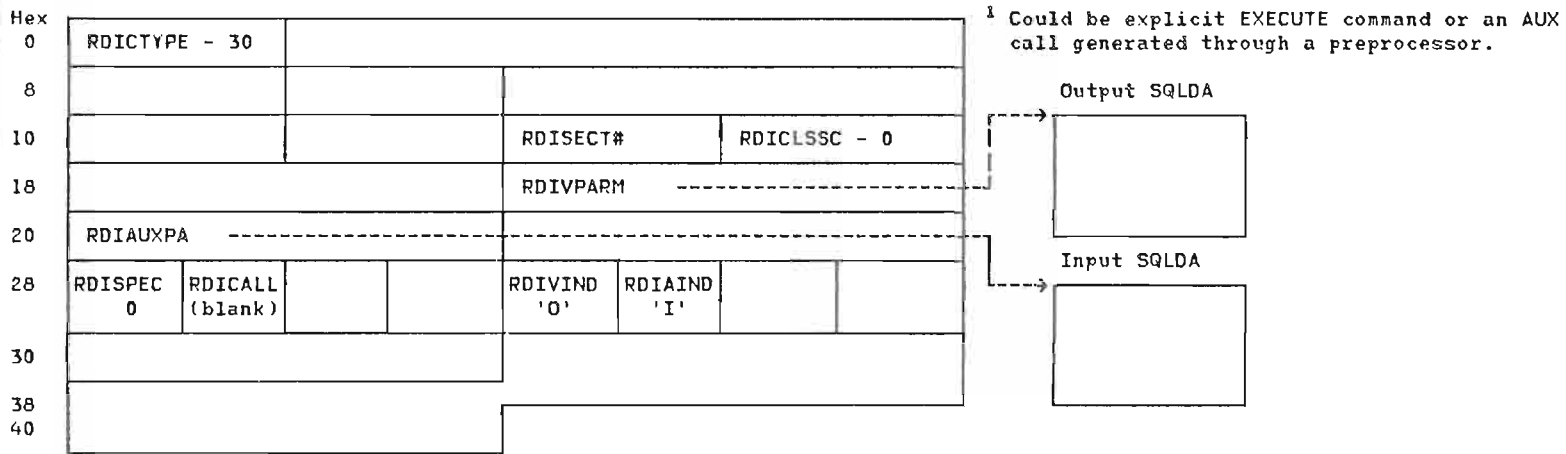 Hex
0 RDICTYPE - 30
1 Could be explicit EXECUTE command or an AUX
call generated through a preprocessor.
8
Output SQLDA
10 RDISECT# RDICLSSC - 0
18 RDIVPARM
20 RDIAUXPA
Input SQLDA
28 RDISPEC RDICALL RDIVIND RDIAIND
0 (blank) 'O' 'I'
30
38
40